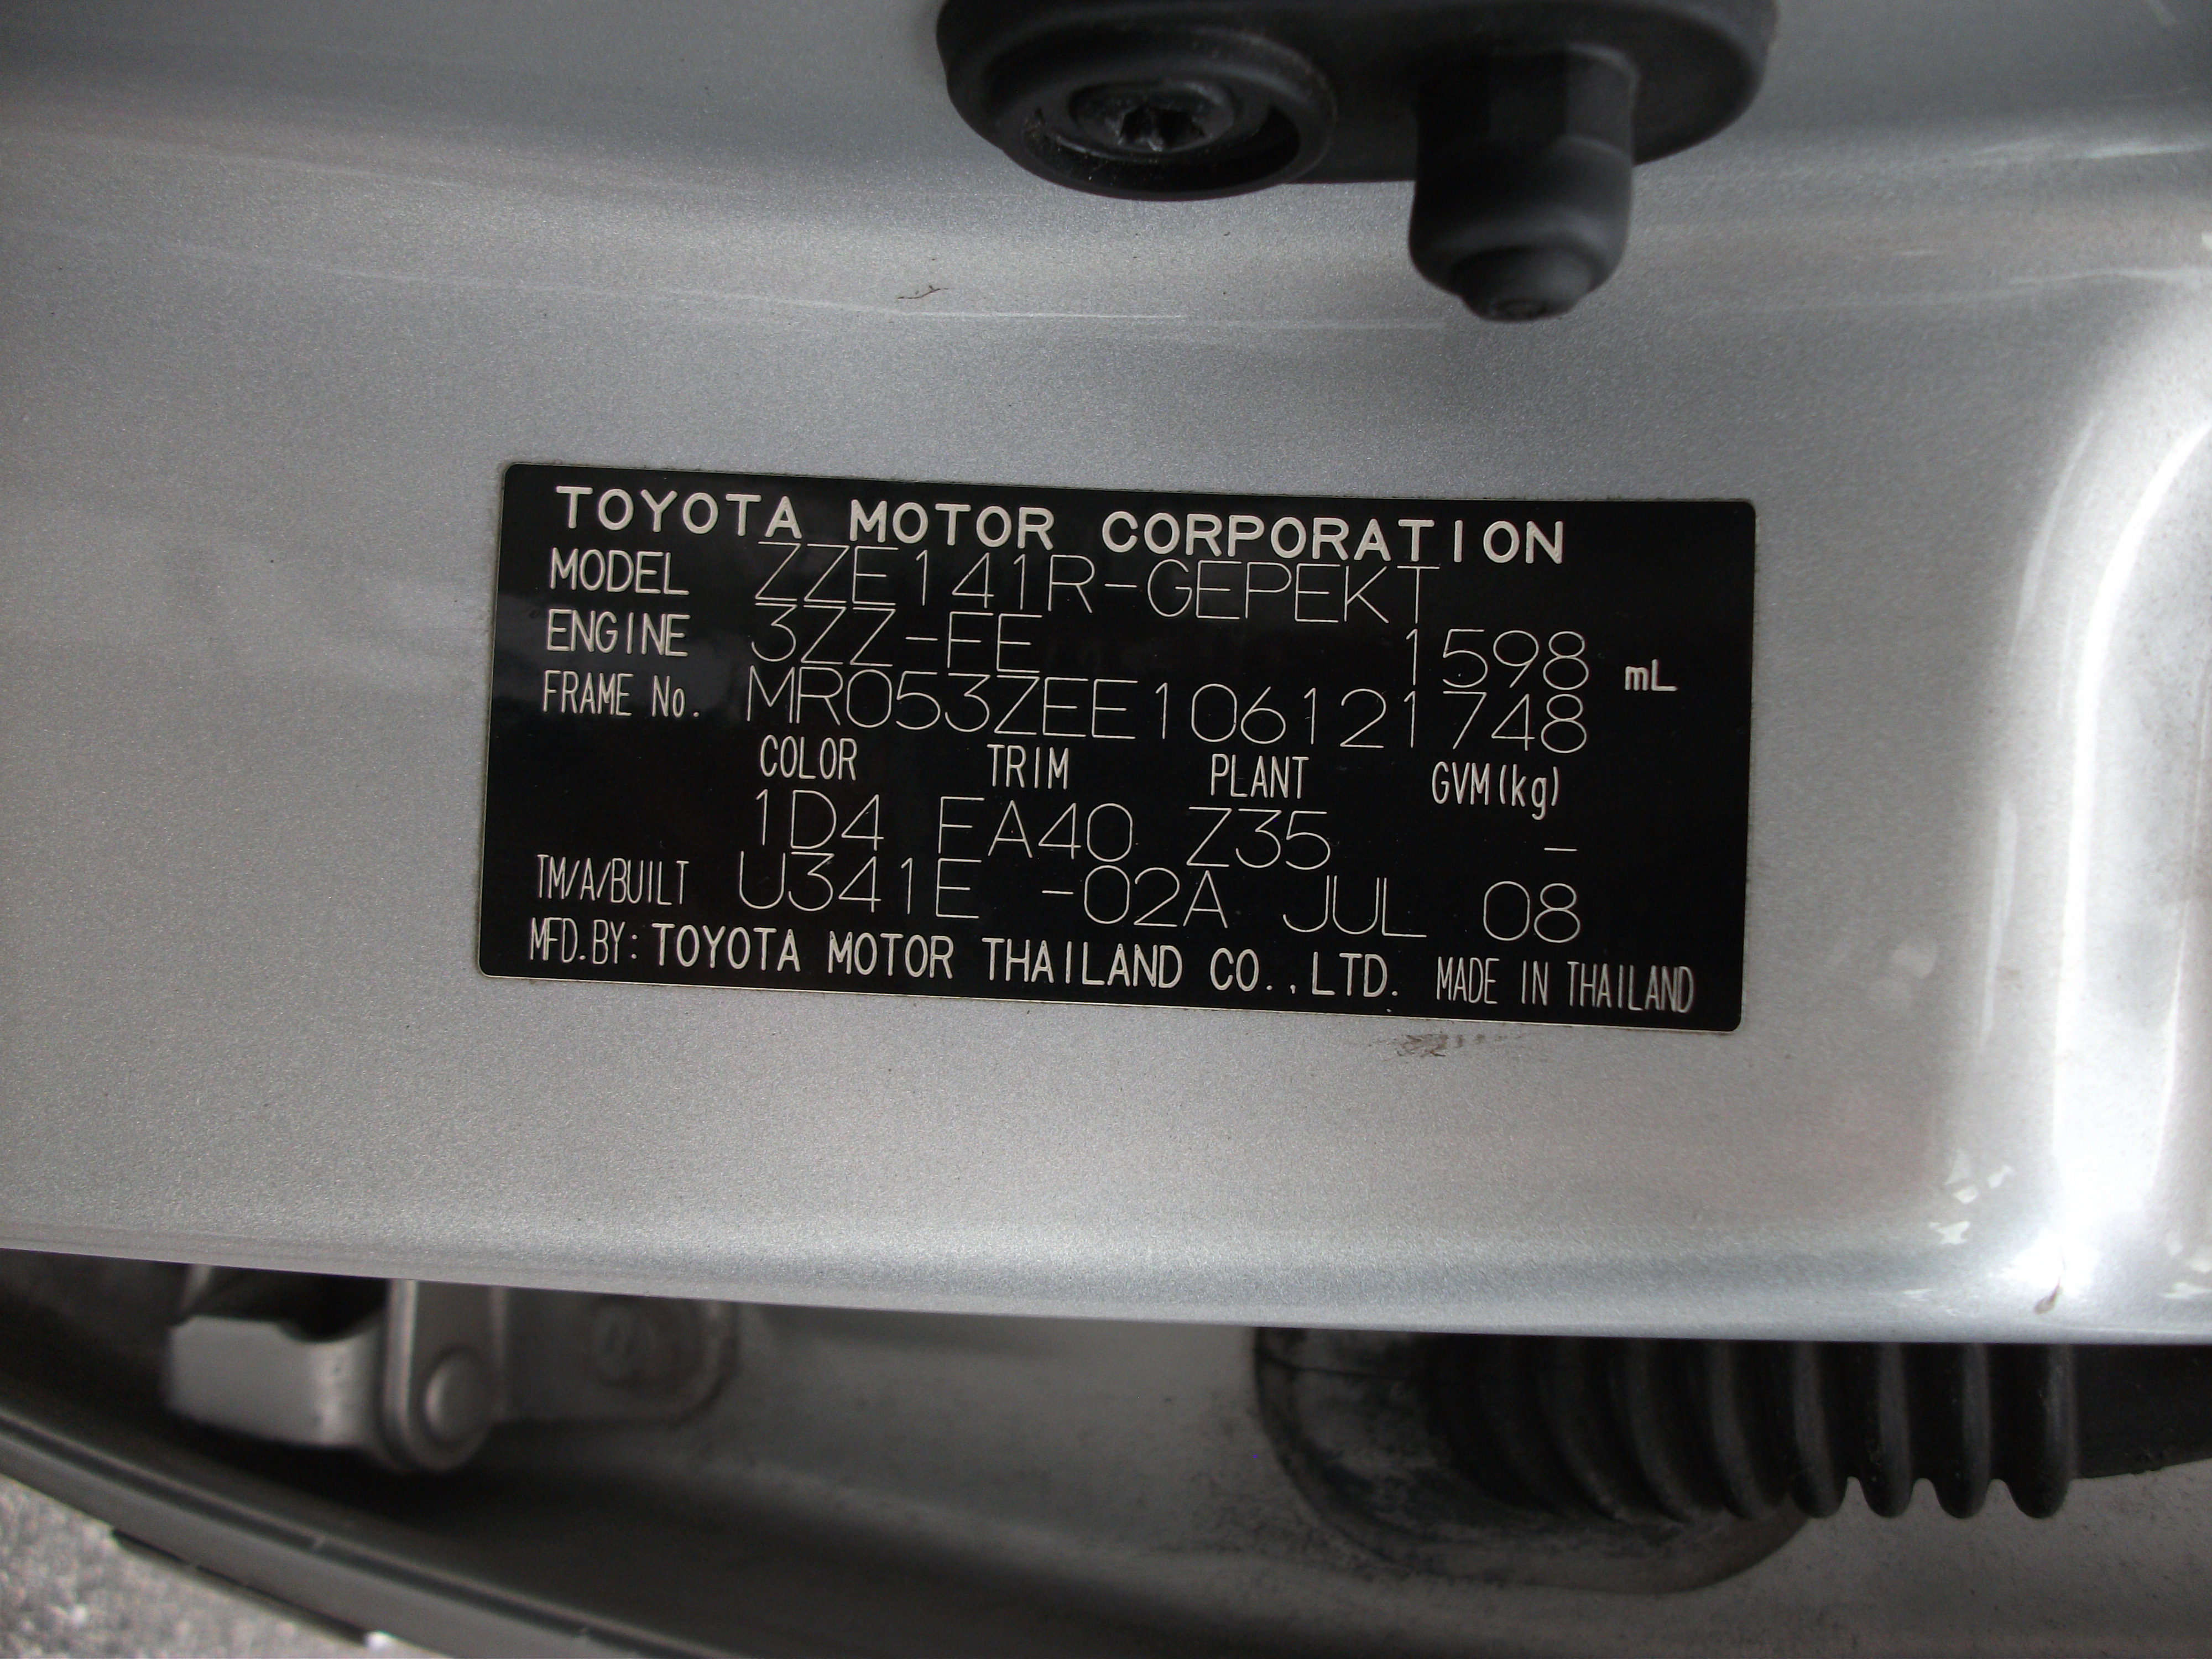 TOYOTA MOTOR CORPORATION
MODEL ZZE141R-GEPEKT
ENGINE 3ZZ-FE 1598 mL
FRAME No. MR053ZEE106121748
COLOR TRIM PLANT GVM(kg)
1D4 FA40 Z35 -
TM/A/BUILT U341E -02A JUL 08
MFD.BY: TOYOTA MOTOR THAILAND CO.,LTD. MADE IN THAILAND